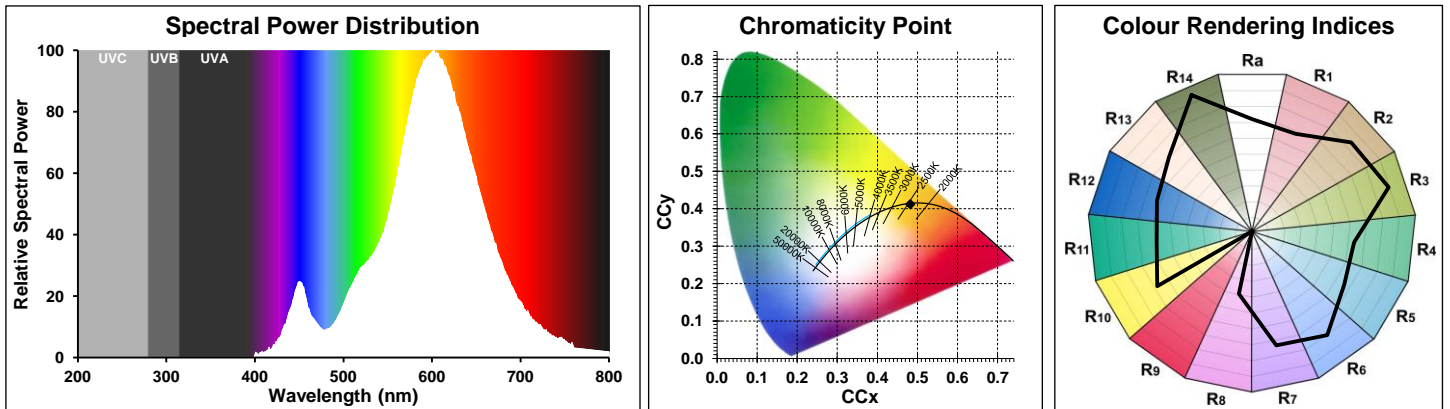 Spectral Power Distribution
100
80
60
40
20
0
Relative Spectral Power
UVC UVB UVA
200 300 400 500 600 700 800
Wavelength (nm)
Chromaticity Point
0.8
0.7
0.6
0.5
0.4
0.3
0.2
0.1
0.0
CCy
50000K
20000K
10000K
8000K
6000K
5000K
4000K
3500K
3000K
2500K
2000K
0.0 0.1 0.2 0.3 0.4 0.5 0.6 0.7
CCx
Colour Rendering Indices
Ra
R1
R2
R3
R4
R5
R6
R7
R8
R9
R10
R11
R12
R13
R14